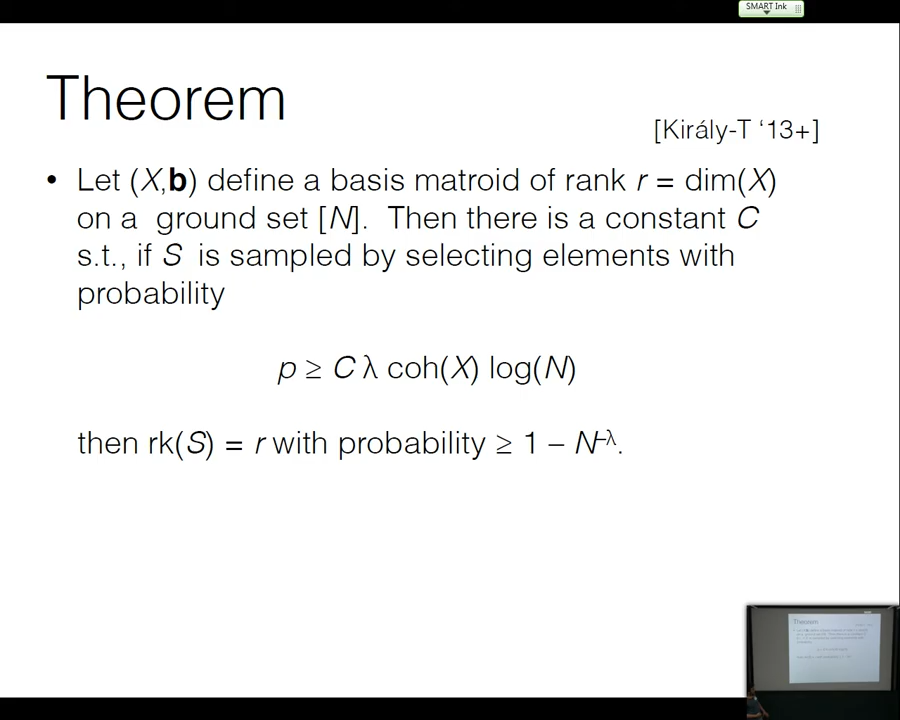 SMART Ink
Theorem
[Király-T ‘13+]
• Let (X,b) define a basis matroid of rank r = dim(X)
on a ground set [N]. Then there is a constant C
s.t., if S is sampled by selecting elements with
probability
p ≥ C λ coh(X) log(N)
then rk(S) = r with probability ≥ 1 – N^-λ.
Theorem